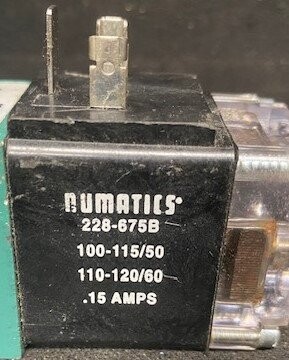 NUMATICS®
228-675B
100-115/50
110-120/60
.15 AMPS